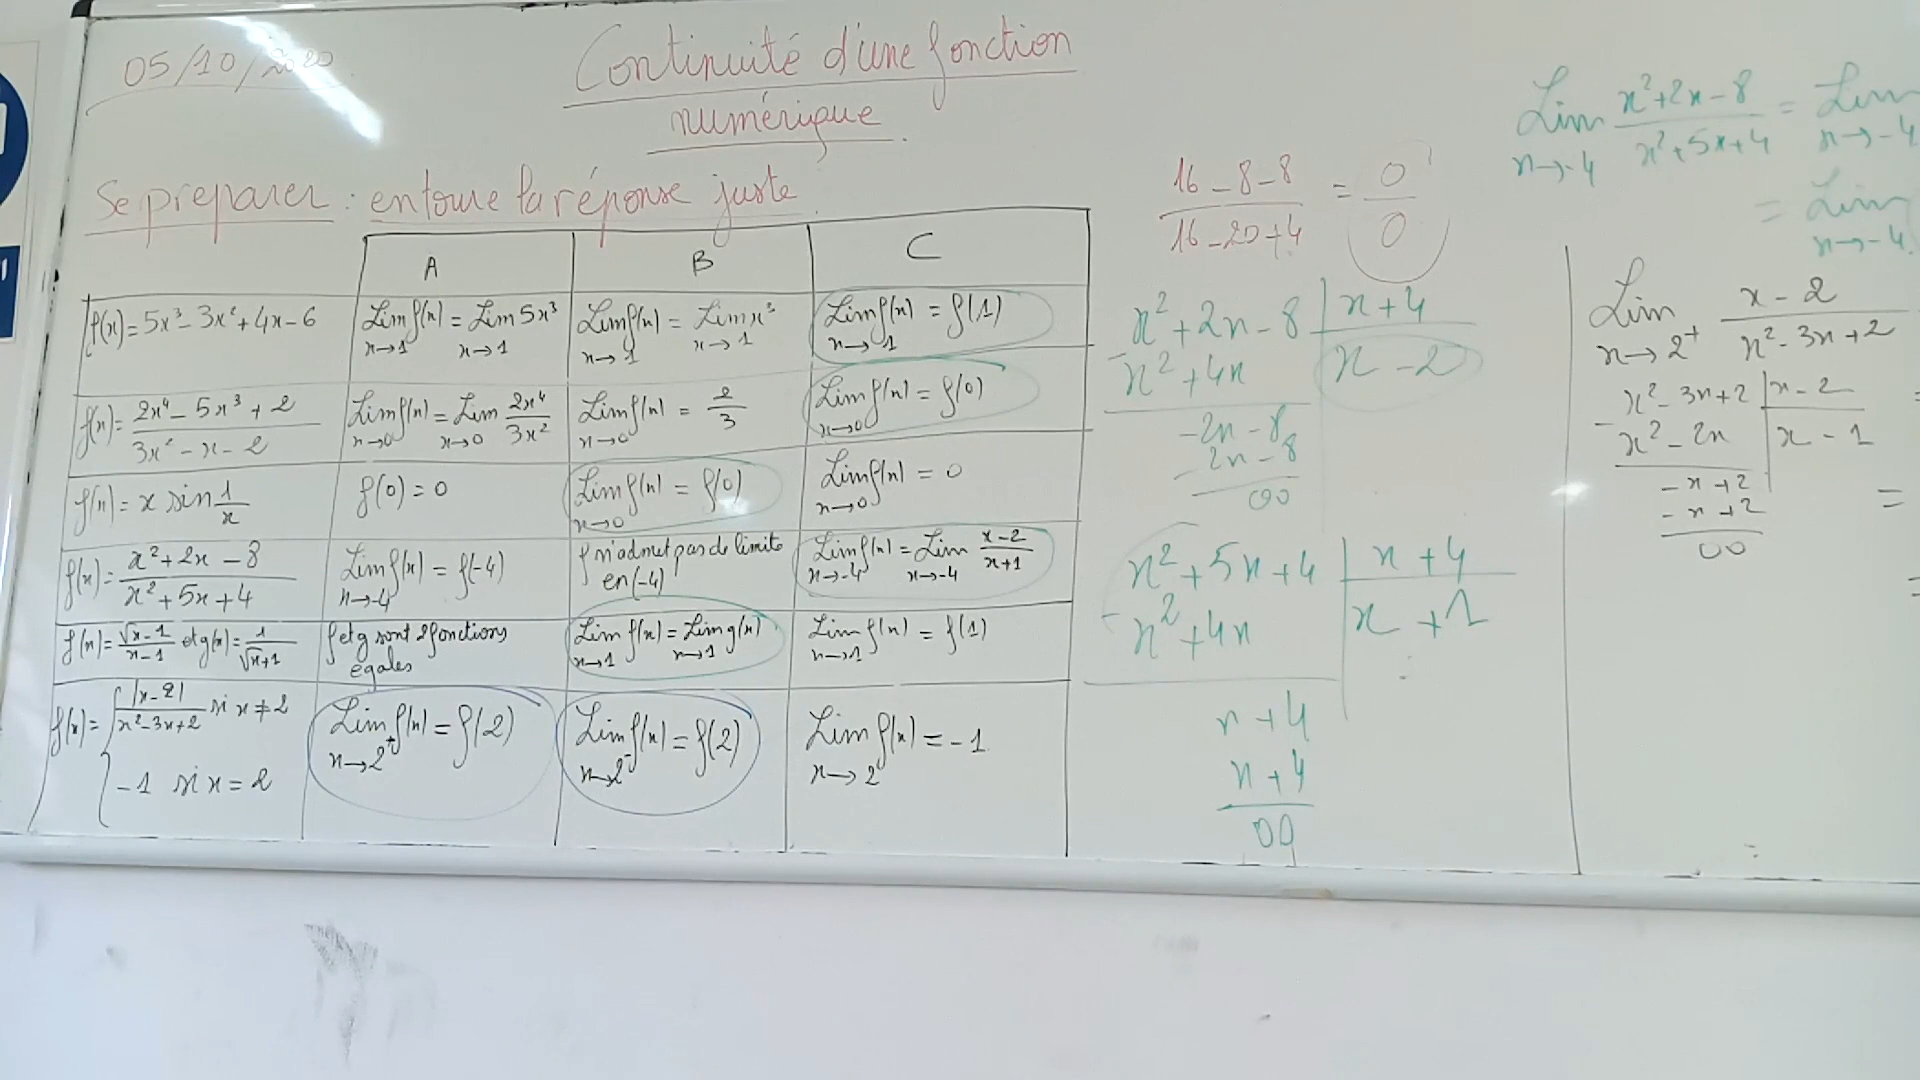 05/10/2020
Continuité d'une fonction
numérique.
Se préparer : entoure la réponse juste.
A B C
f(x) = 5x³ - 3x² + 4x - 6
Lim f(x) = Lim 5x³
x→1 x→1
Lim f(x) = Lim x³
x→1 x→1
Lim f(x) = f(1)
x→1
f(x) = (2x⁴ - 5x³ + 2)/(3x² - x - 2)
Lim f(x) = Lim 2x⁴/3x²
x→0 x→0
Lim f(x) = 2/3
x→0
Lim f(x) = f(0)
x→0
f(x) = x sin 1/x
f(0) = 0
Lim f(x) = f(0)
x→0
Lim f(x) = 0
x→0
f(x) = (x² + 2x - 8)/(x² + 5x + 4)
Lim f(x) = f(-4)
x→-4
f n'admet pas de limite
en (-4)
Lim f(x) = Lim (x-2)/(x+1)
x→-4 x→-4
f(x) = (√x - 1)/(x - 1) et g(x) = 1/(√x + 1)
f et g sont 2 fonctions
égales
Lim f(x) = Lim g(x)
x→1 x→1
Lim f(x) = f(1)
x→1
f(x) = { |x-2|/(x² - 3x + 2) si x ≠ 2
-1 si x = 2
Lim f(x) = f(2)
x→2⁺
Lim f(x) = f(2)
x→2⁻
Lim f(x) = -1
x→2
(16 - 8 - 8)/(16 - 20 + 4) = 0/0
x² + 2x - 8 | x + 4
- x² + 4x | x - 2
-2x - 8
- 2x - 8
00
x² + 5x + 4 | x + 4
- x² + 4x | x + 1
x + 4
x + 4
00
Lim (x² + 2x - 8)/(x² + 5x + 4) = Lim
x→-4 x→-4
= Lim
x→-4
Lim (x - 2)/(x² - 3x + 2)
x→2⁺
x² - 3x + 2 | x - 2
- x² - 2x | x - 1
- x + 2
- x + 2
00
=
=
=